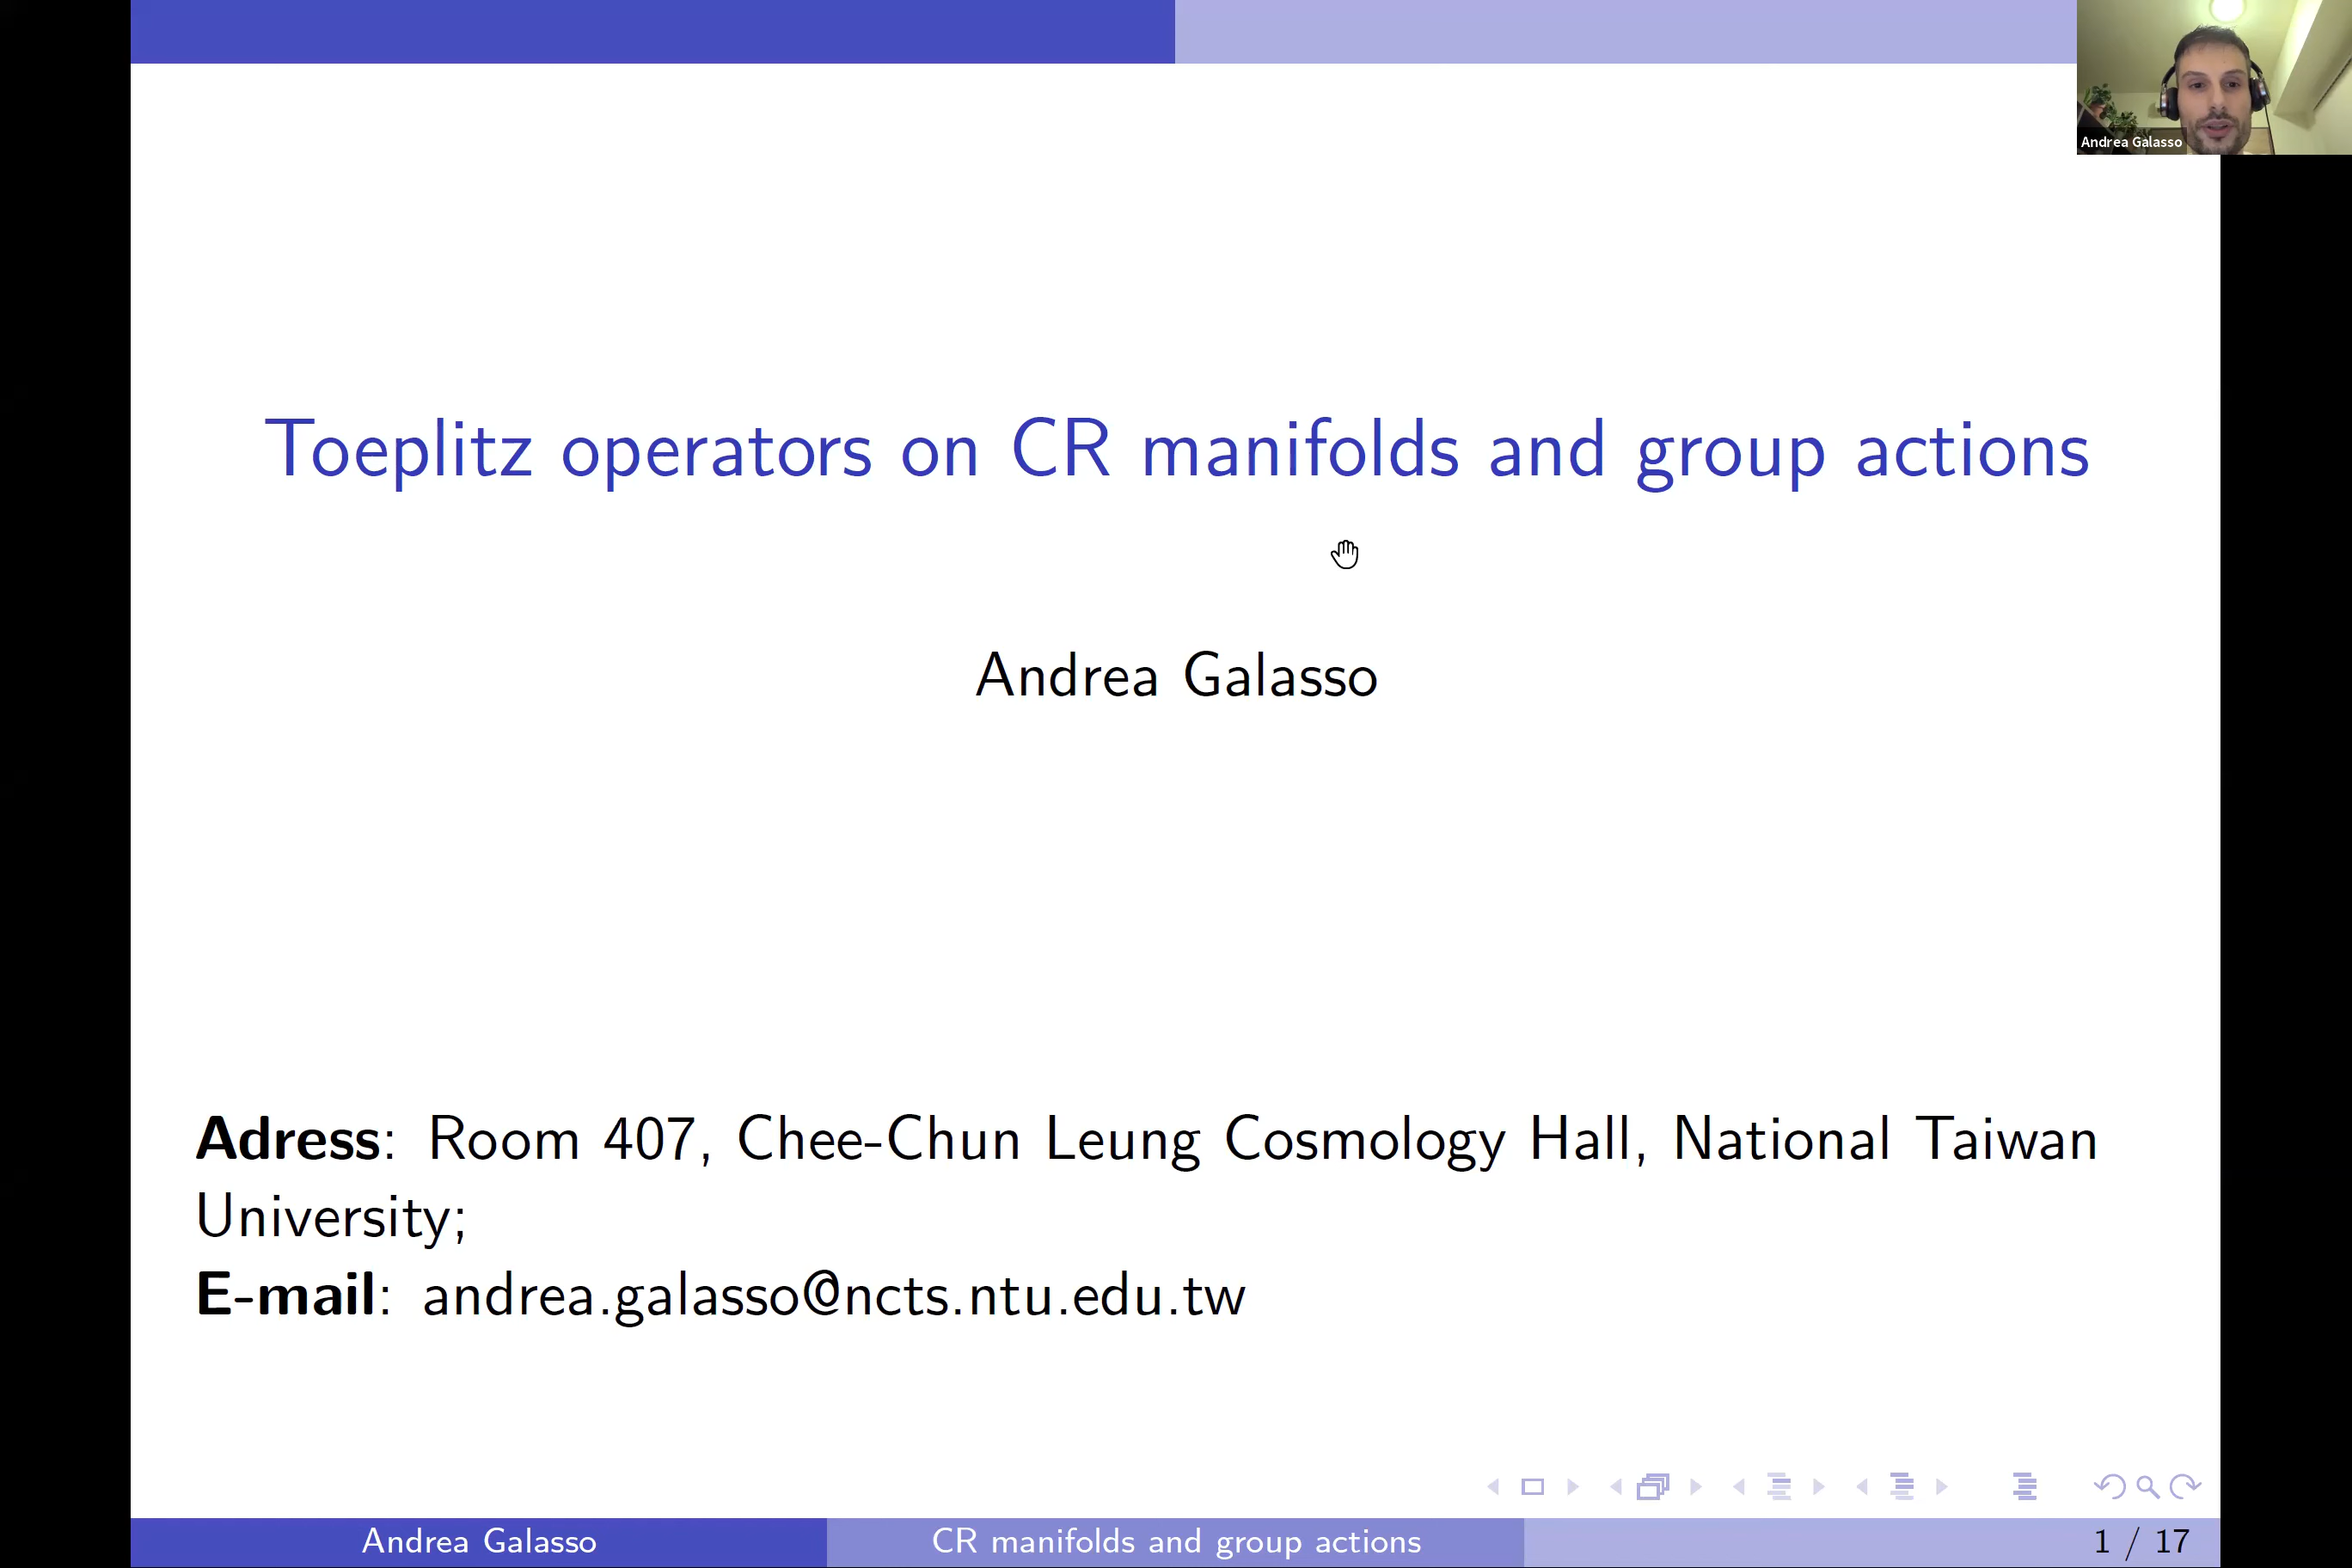 Andrea Galasso
Toeplitz operators on CR manifolds and group actions
Andrea Galasso
Adress: Room 407, Chee-Chun Leung Cosmology Hall, National Taiwan
University;
E-mail: andrea.galasso@ncts.ntu.edu.tw
Andrea Galasso
CR manifolds and group actions
1 / 17